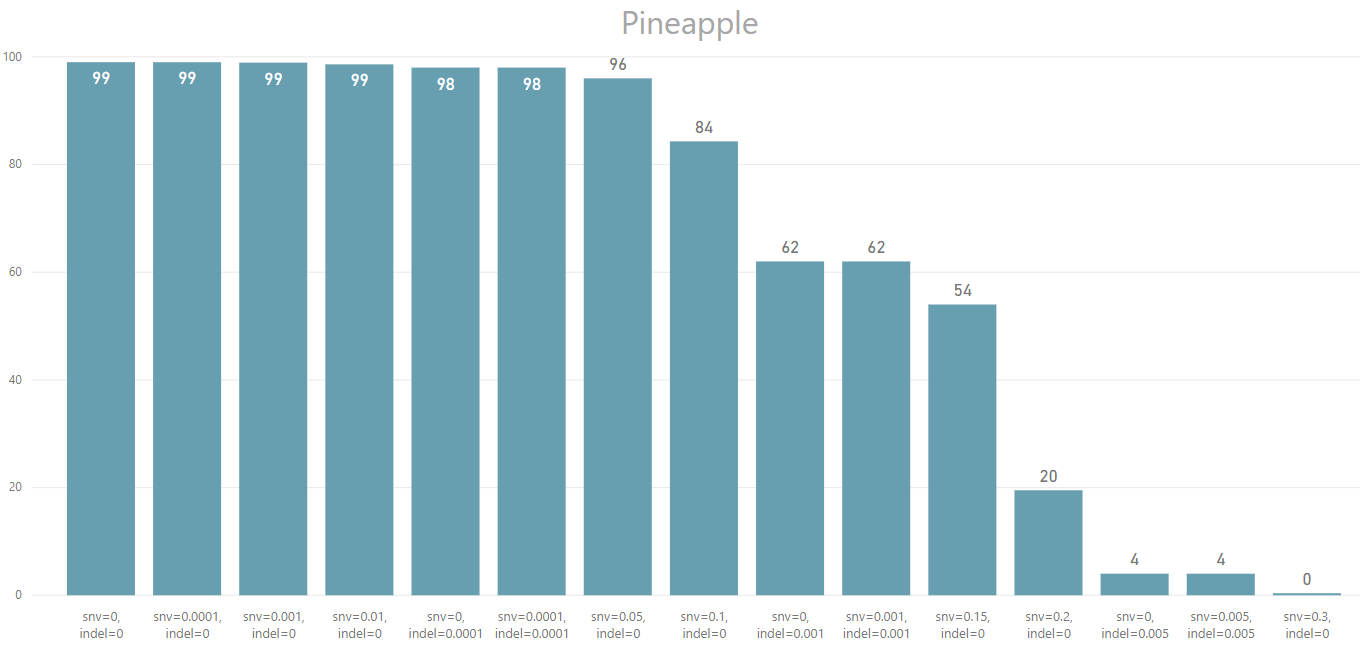 Pineapple
100
80
60
40
20
0
99
99
99
99
98
98
96
84
62
62
54
20
4
4
0
snv=0,
indel=0
snv=0.0001,
indel=0
snv=0.001,
indel=0
snv=0.01,
indel=0
snv=0,
indel=0.0001
snv=0.0001,
indel=0.0001
snv=0.05,
indel=0
snv=0.1,
indel=0
snv=0,
indel=0.001
snv=0.001,
indel=0.001
snv=0.15,
indel=0
snv=0.2,
indel=0
snv=0,
indel=0.005
snv=0.005,
indel=0.005
snv=0.3,
indel=0